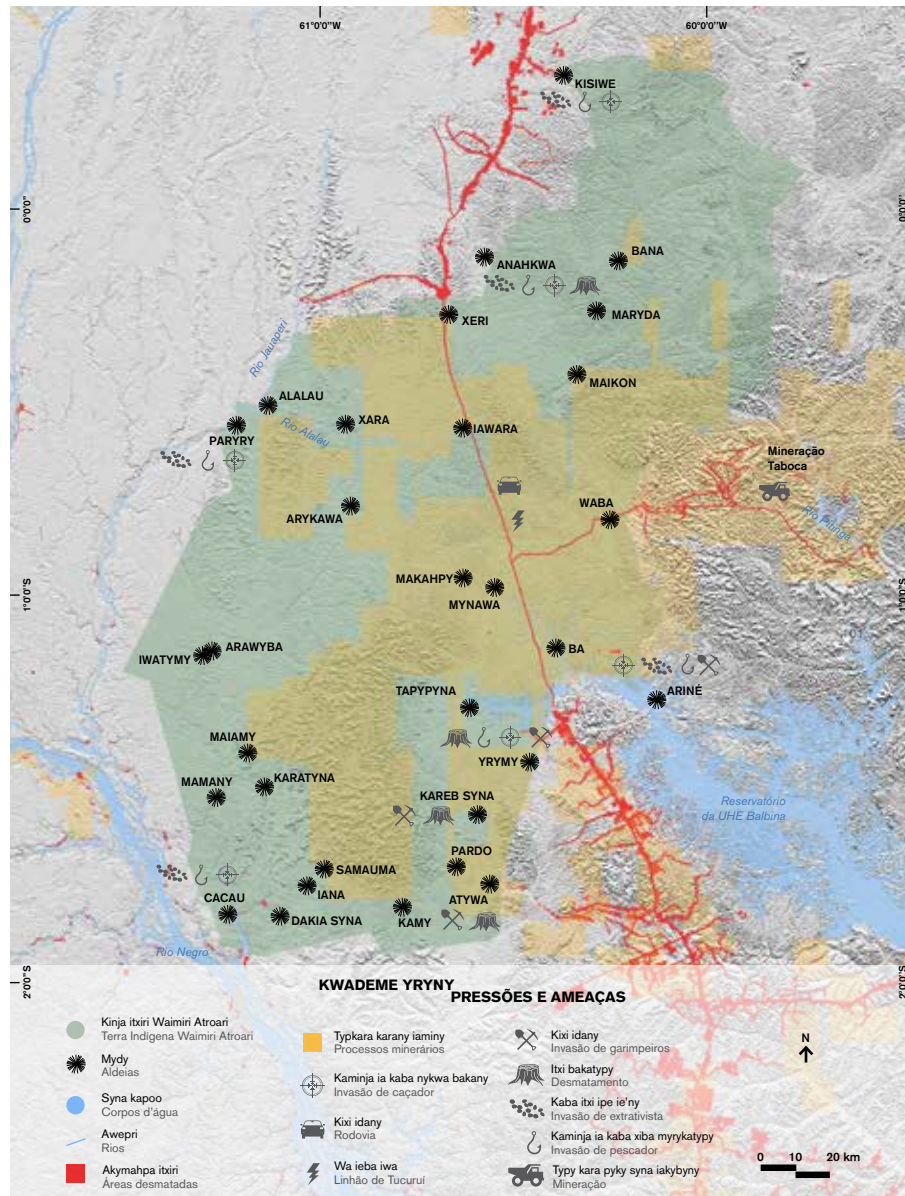 61°0'0"W
60°0'0"W
KISIWE
0°0'0"
0°0'0"
ANAHKWA
BANA
MARYDA
XERI
Rio Jauaperi
MAIKON
ALALAU
XARA
Rio Alalau
IAWARA
PARYRY
Mineração
Taboca
ARYKAWA
WABA
Rio Pitinga
MAKAHPY
MYNAWA
1°0'0"S
1°0'0"S
BA
ARAWYBA
IWATYMY
TAPYPYNA
ARINÉ
MAIAMY
YRYMY
KARATYNA
MAMANY
KAREB SYNA
Reservatório
da UHE Balbina
PARDO
SAMAUMA
IANA
ATYWA
CACAU
DAKIA SYNA
KAMY
Rio Negro
2°0'0"S
2°0'0"S
KWADEME YRYNY
PRESSÕES E AMEAÇAS
Kinja itxiri Waimiri Atroari
Terra Indígena Waimiri Atroari
Mydy
Aldeias
Syna kapoo
Corpos d'água
Awepri
Rios
Akymahpa itxiri
Áreas desmatadas
Typkara karany iaminy
Processos minerários
Kaminja ia kaba nykwa bakany
Invasão de caçador
Kixi idany
Rodovia
Wa ieba iwa
Linhão de Tucuruí
Kixi idany
Invasão de garimpeiros
Itxi bakatypy
Desmatamento
Kaba itxi ipe ie'ny
Invasão de extrativista
Kaminja ia kaba xiba myrykatypy
Invasão de pescador
Typy kara pyky syna iakybyny
Mineração
N
0 10 20 km